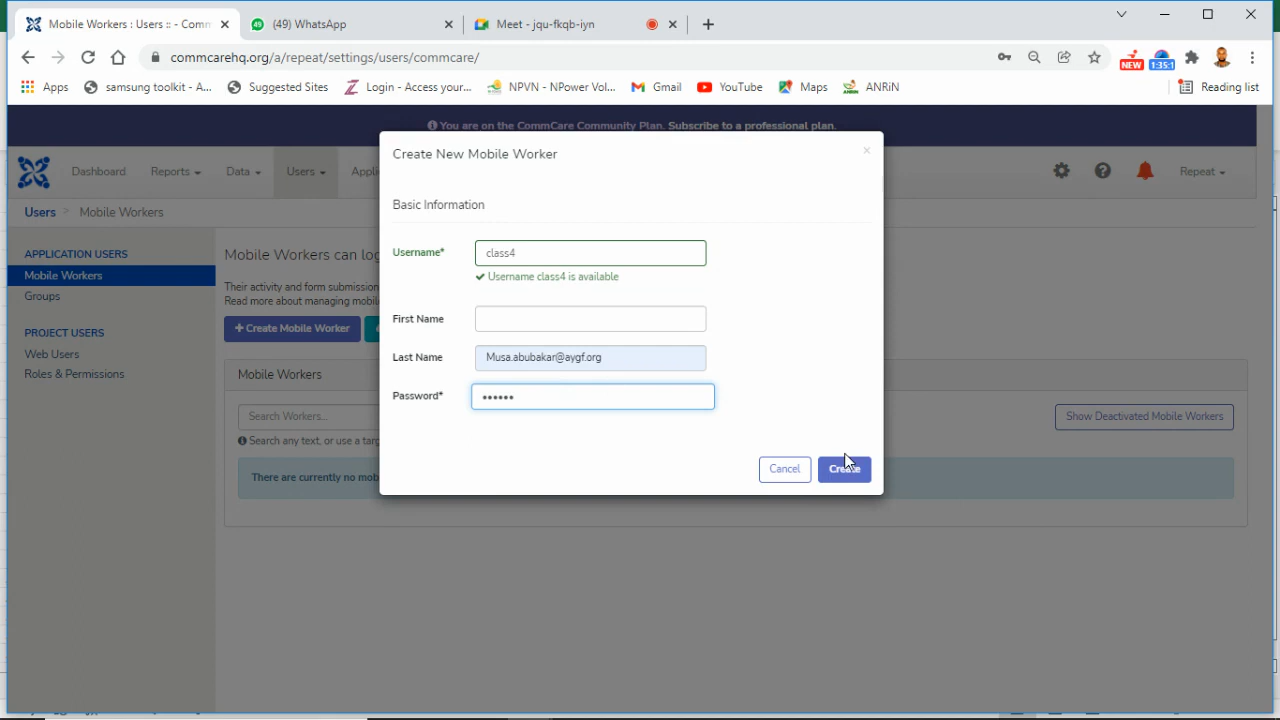 Mobile Workers : Users :: - Comm
(49) WhatsApp
Meet - jqu-fkqb-iyn
commcarehq.org/a/repeat/settings/users/commcare/
NEW
1:35:1
Apps
samsung toolkit - A...
Suggested Sites
Login - Access your...
NPVN - NPower Vol...
Gmail
YouTube
Maps
ANRiN
Reading list
You are on the CommCare Community Plan. Subscribe to a professional plan.
Dashboard
Reports
Data
Users
Appli
Repeat
Users > Mobile Workers
APPLICATION USERS
Mobile Workers
Groups
PROJECT USERS
Web Users
Roles & Permissions
Mobile Workers can log
Their activity and form submission
Read more about managing mobile
+ Create Mobile Worker
Mobile Workers
Search Workers...
Show Deactivated Mobile Workers
Search any text, or use a targ
There are currently no mob
Create New Mobile Worker
×
Basic Information
Username*
class4
Username class4 is available
First Name
Last Name
Musa.abubakar@aygf.org
Password*
••••••
Cancel
Create